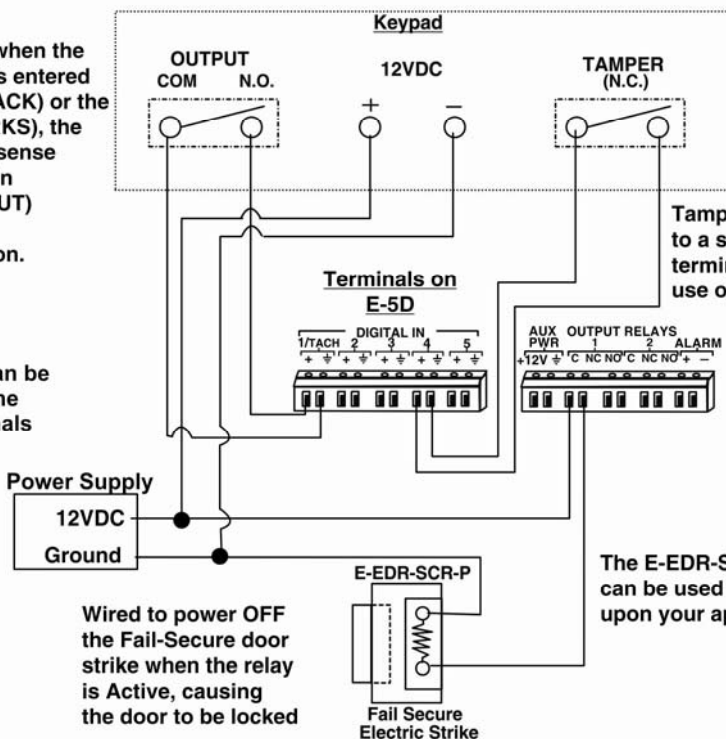 Keypad
when the
s entered
ACK) or the
RKS), the
sense
n
UT)
on.
an be
he
als
OUTPUT
COM N.O.
12VDC
+ −
TAMPER
(N.C.)
Tamp
to a s
termin
use o
Terminals on
E-5D
DIGITAL IN
1/TACH 2 3 4 5
+ + + + +
AUX PWR
+12V
OUTPUT RELAYS
1 2
C NC NO C NC NO
ALARM
+ −
Power Supply
12VDC
Ground
E-EDR-SCR-P
The E-EDR-S
can be used
upon your ap
Wired to power OFF
the Fail-Secure door
strike when the relay
is Active, causing
the door to be locked
Fail Secure
Electric Strike